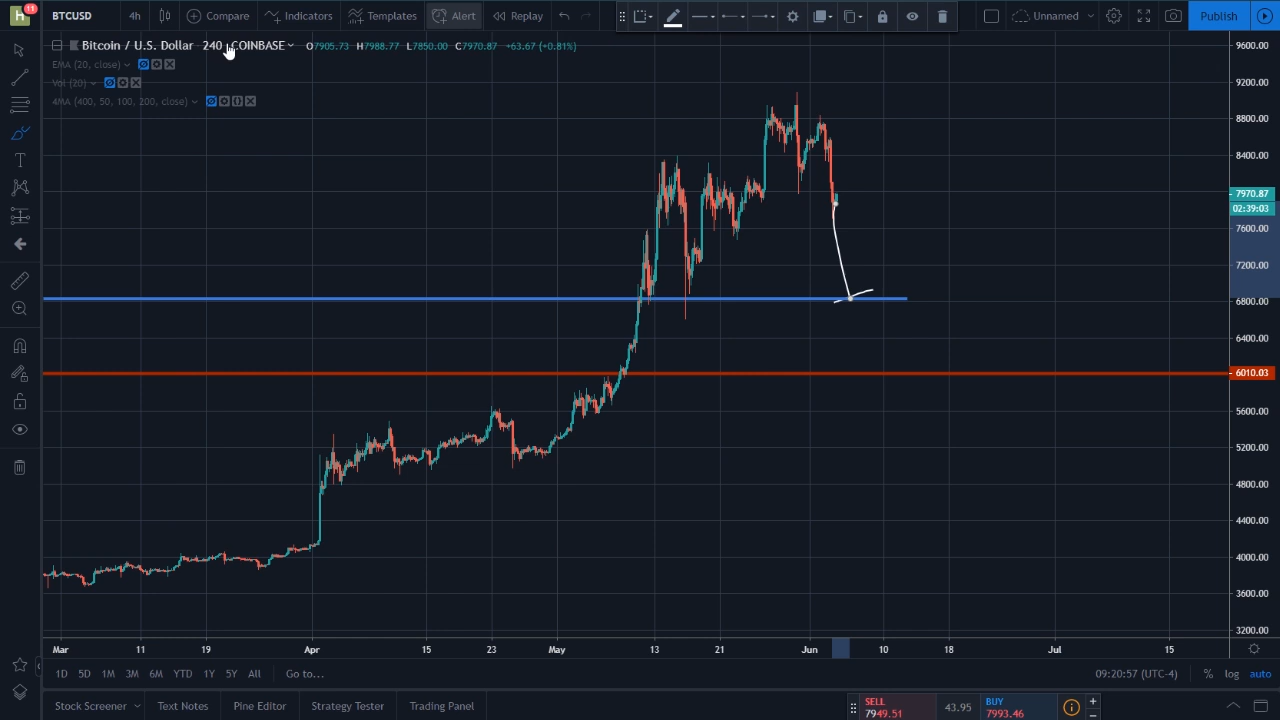 h 11 BTCUSD 4h Compare Indicators Templates Alert Replay Unnamed Publish
Bitcoin / U.S. Dollar 240 COINBASE O7905.73 H7988.77 L7850.00 C7970.87 +63.67 (+0.81%)
EMA (20, close)
Vol (20)
4MA (400, 50, 100, 200, close)
9600.00
9200.00
8800.00
8400.00
7970.87
02:39:03
7600.00
7200.00
6800.00
6400.00
6010.03
5600.00
5200.00
4800.00
4400.00
4000.00
3600.00
3200.00
Mar 11 19 Apr 15 23 May 13 21 Jun 10 18 Jul 15
1D 5D 1M 3M 6M YTD 1Y 5Y All Go to... 09:20:57 (UTC-4) % log auto
Stock Screener Text Notes Pine Editor Strategy Tester Trading Panel
SELL 7949.51 43.95 BUY 7993.46